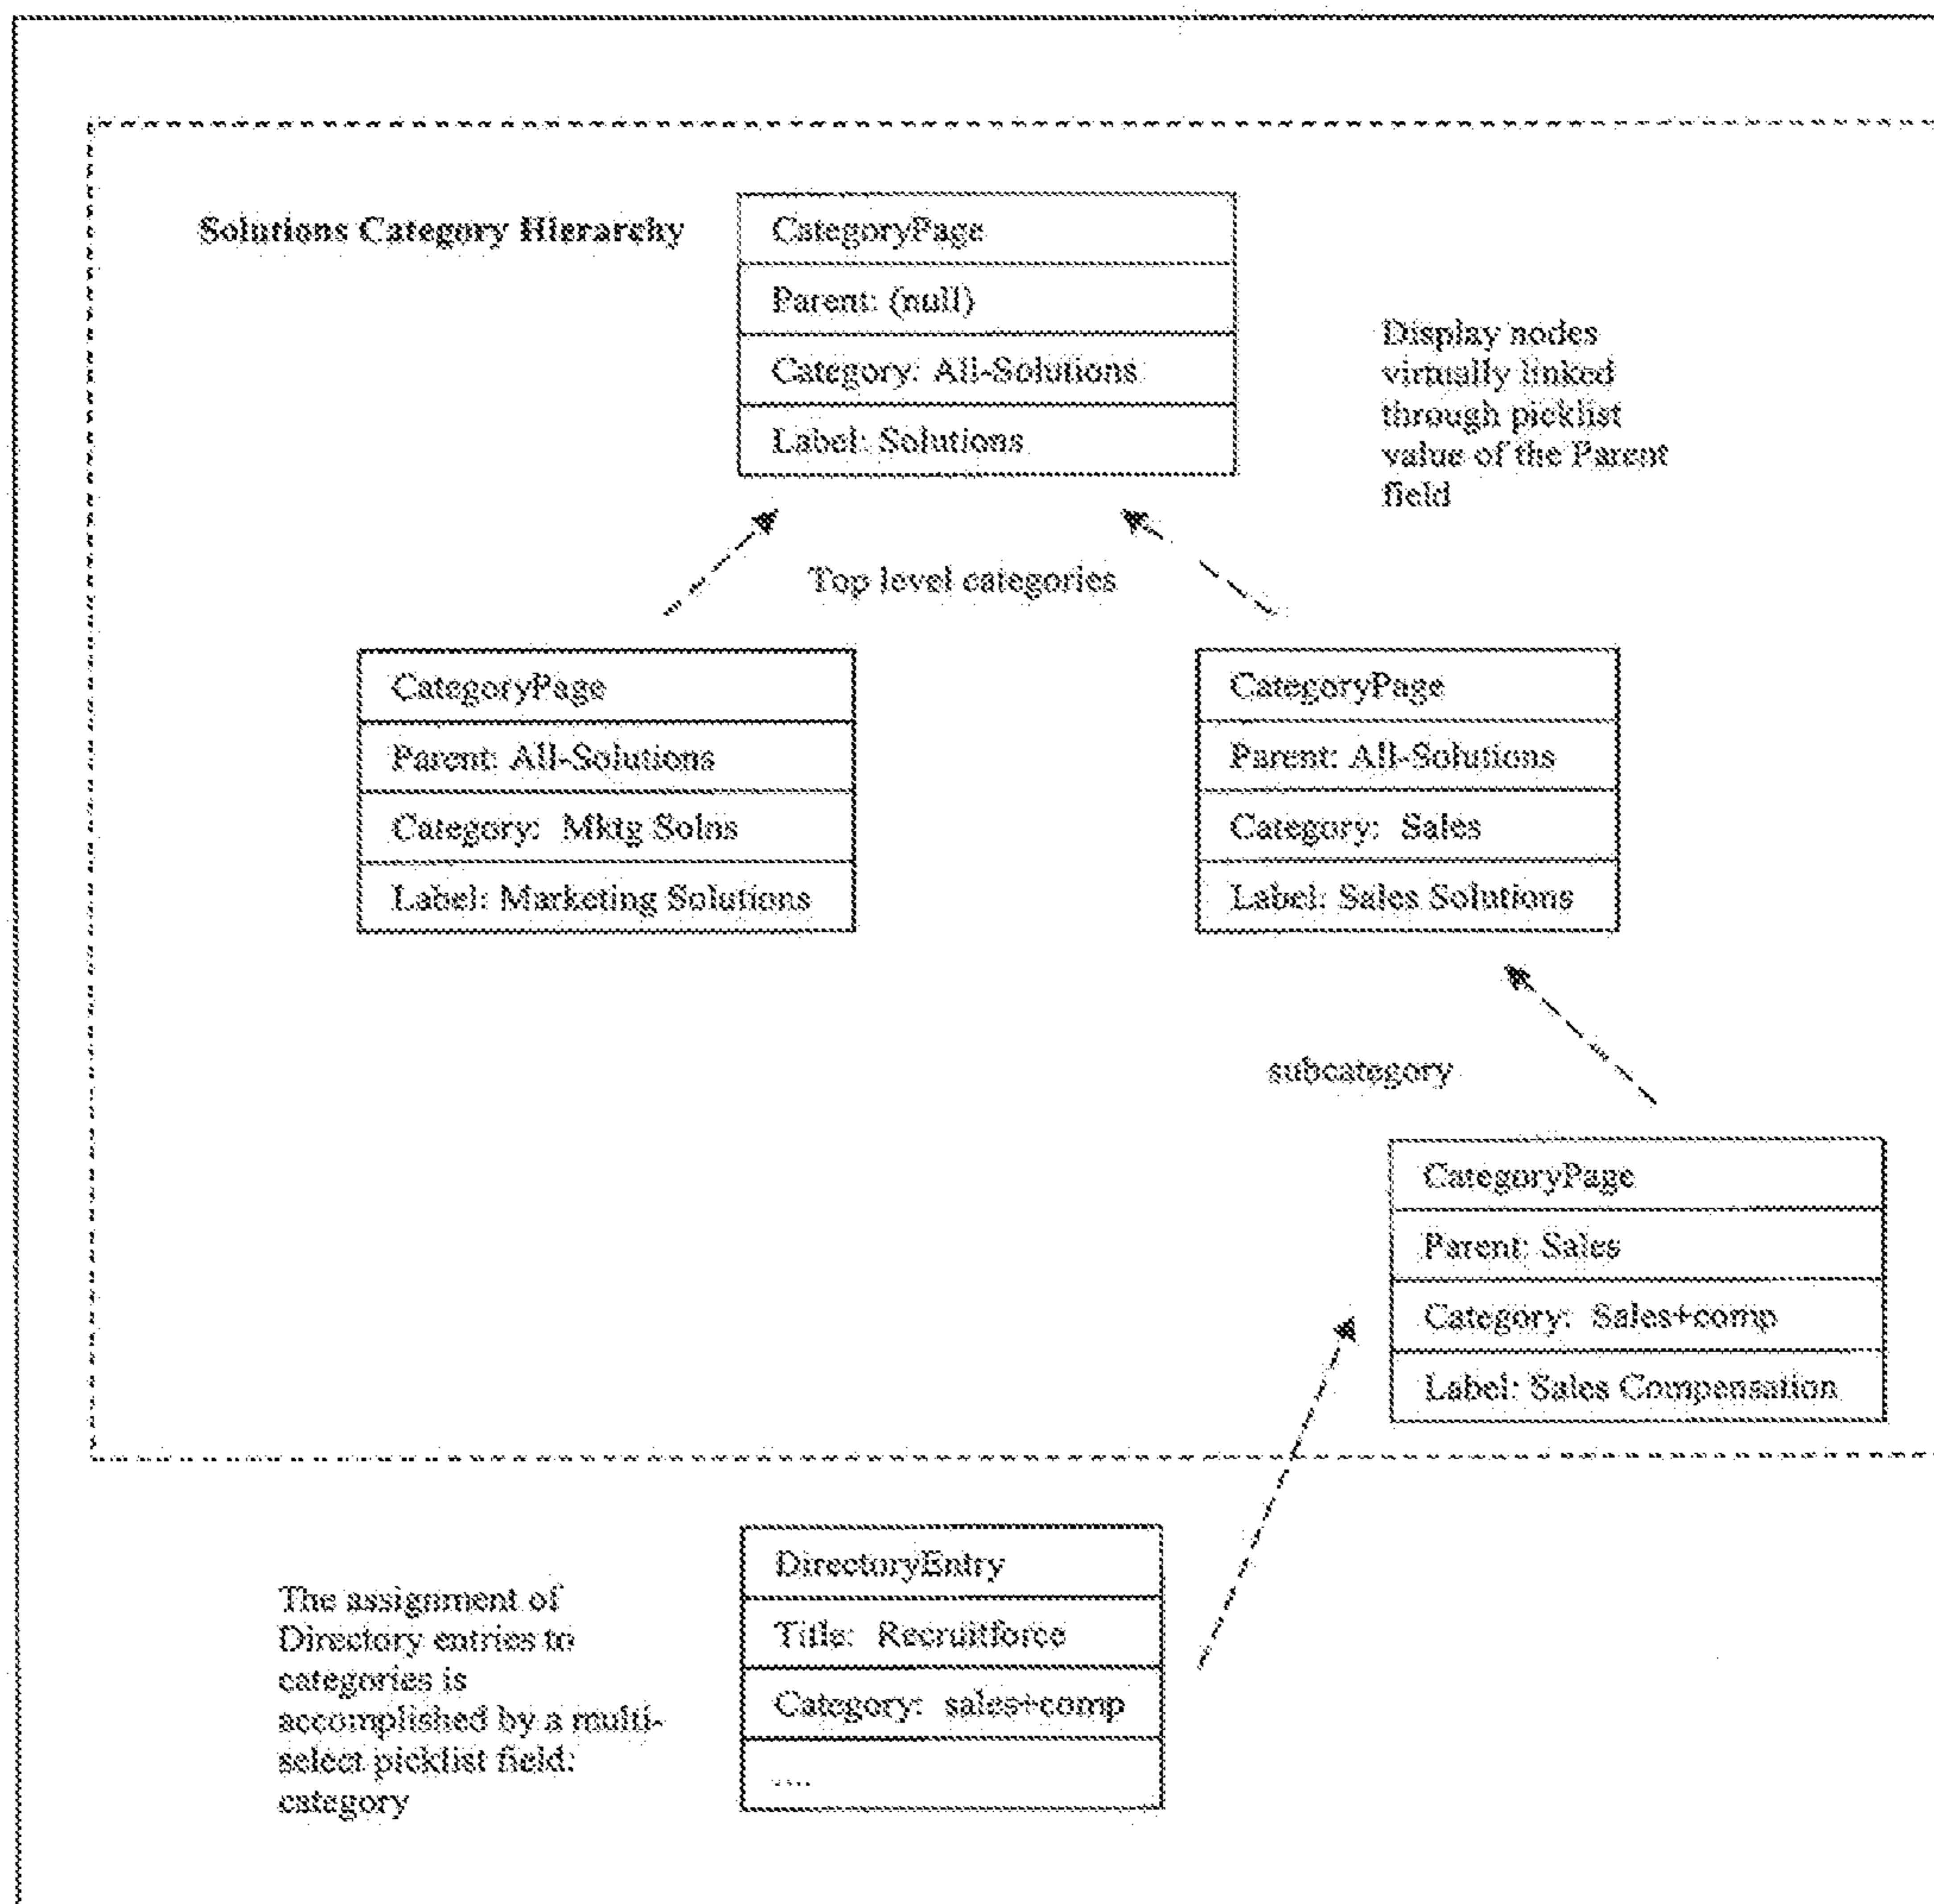 Solutions Category Hierarchy
CategoryPage
Parent: (null)
Category: All-Solutions
Label: Solutions
Display nodes
virtually linked
through picklist
value of the Parent
field
Top level categories
CategoryPage
Parent: All-Solutions
Category: Mktg Solns
Label: Marketing Solutions
CategoryPage
Parent: All-Solutions
Category: Sales
Label: Sales Solutions
subcategory
CategoryPage
Parent: Sales
Category: Sales+comp
Label: Sales Compensation
DirectoryEntry
Title: Recruitforce
Category: sales+comp
....
The assignment of
Directory entries to
categories is
accomplished by a multi-
select picklist field:
category